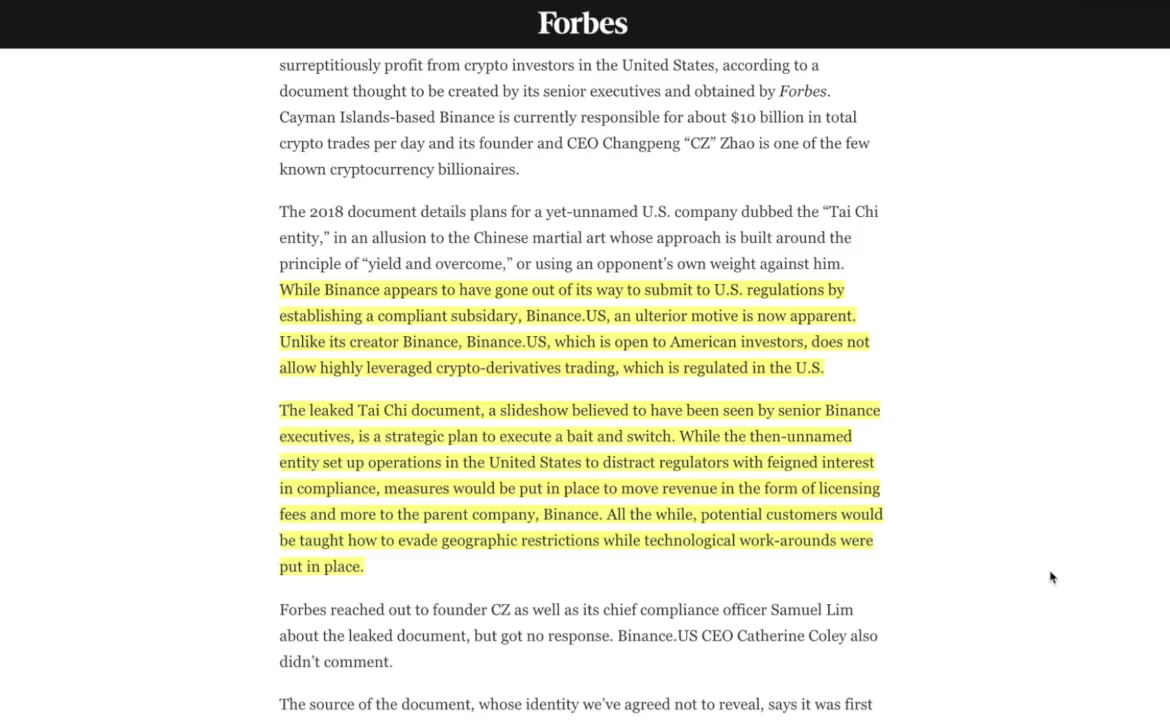 Forbes
surreptitiously profit from crypto investors in the United States, according to a
document thought to be created by its senior executives and obtained by Forbes.
Cayman Islands-based Binance is currently responsible for about $10 billion in total
crypto trades per day and its founder and CEO Changpeng “CZ” Zhao is one of the few
known cryptocurrency billionaires.
The 2018 document details plans for a yet-unnamed U.S. company dubbed the “Tai Chi
entity,” in an allusion to the Chinese martial art whose approach is built around the
principle of “yield and overcome,” or using an opponent’s own weight against him.
While Binance appears to have gone out of its way to submit to U.S. regulations by
establishing a compliant subsidary, Binance.US, an ulterior motive is now apparent.
Unlike its creator Binance, Binance.US, which is open to American investors, does not
allow highly leveraged crypto-derivatives trading, which is regulated in the U.S.
The leaked Tai Chi document, a slideshow believed to have been seen by senior Binance
executives, is a strategic plan to execute a bait and switch. While the then-unnamed
entity set up operations in the United States to distract regulators with feigned interest
in compliance, measures would be put in place to move revenue in the form of licensing
fees and more to the parent company, Binance. All the while, potential customers would
be taught how to evade geographic restrictions while technological work-arounds were
put in place.
Forbes reached out to founder CZ as well as its chief compliance officer Samuel Lim
about the leaked document, but got no response. Binance.US CEO Catherine Coley also
didn’t comment.
The source of the document, whose identity we’ve agreed not to reveal, says it was first